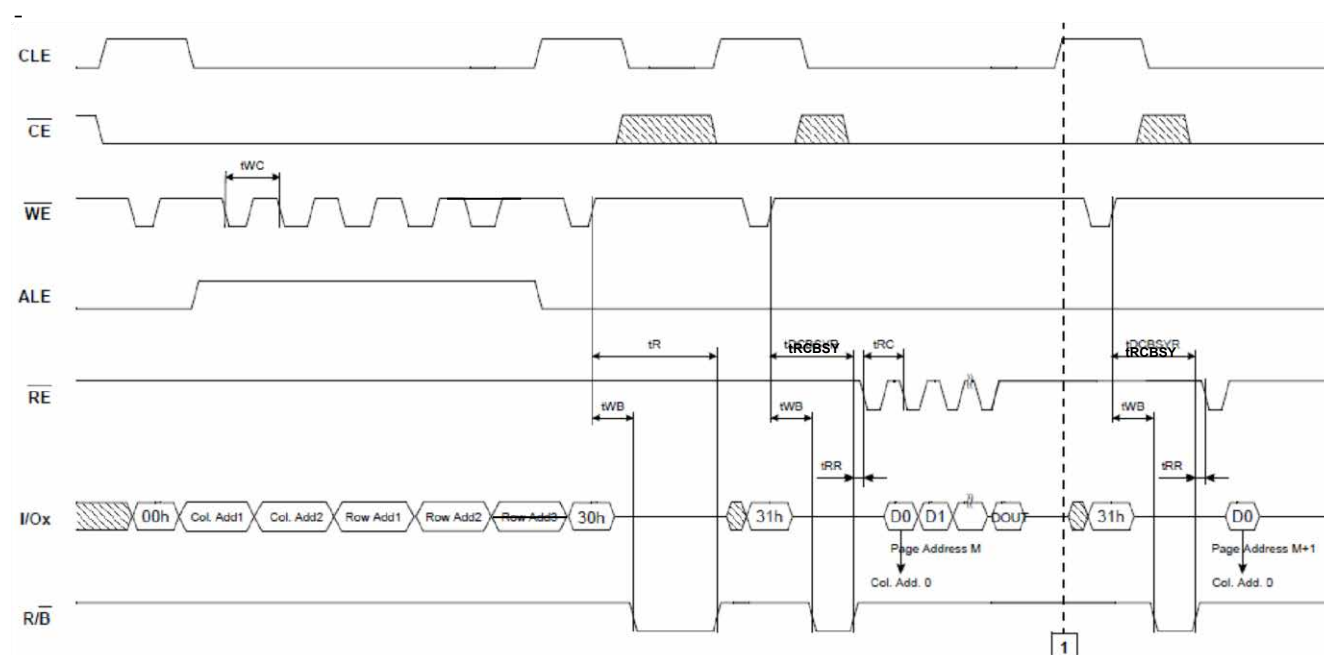 CLE
CE
tWC
WE
ALE
tR
tRCBSY
tRC
tRCBSY
RE
tWB
tWB
tWB
tRR
tRR
I/Ox
00h
Col. Add1
Col. Add2
Row Add1
Row Add2
Row Add3
30h
31h
D0
D1
DOUT
31h
D0
Page Address M
Page Address M+1
Col. Add. 0
Col. Add. 0
R/B
1